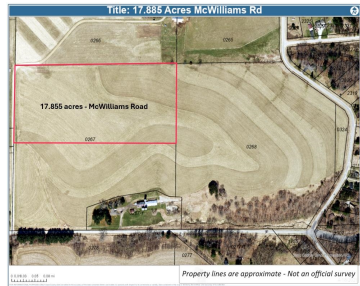 Title: 17.885 Acres McWilliams Rd
0266
0265
17.855 acres - McWilliams Road
0324
0267
0268
0277
Property lines are approximate - Not an official survey